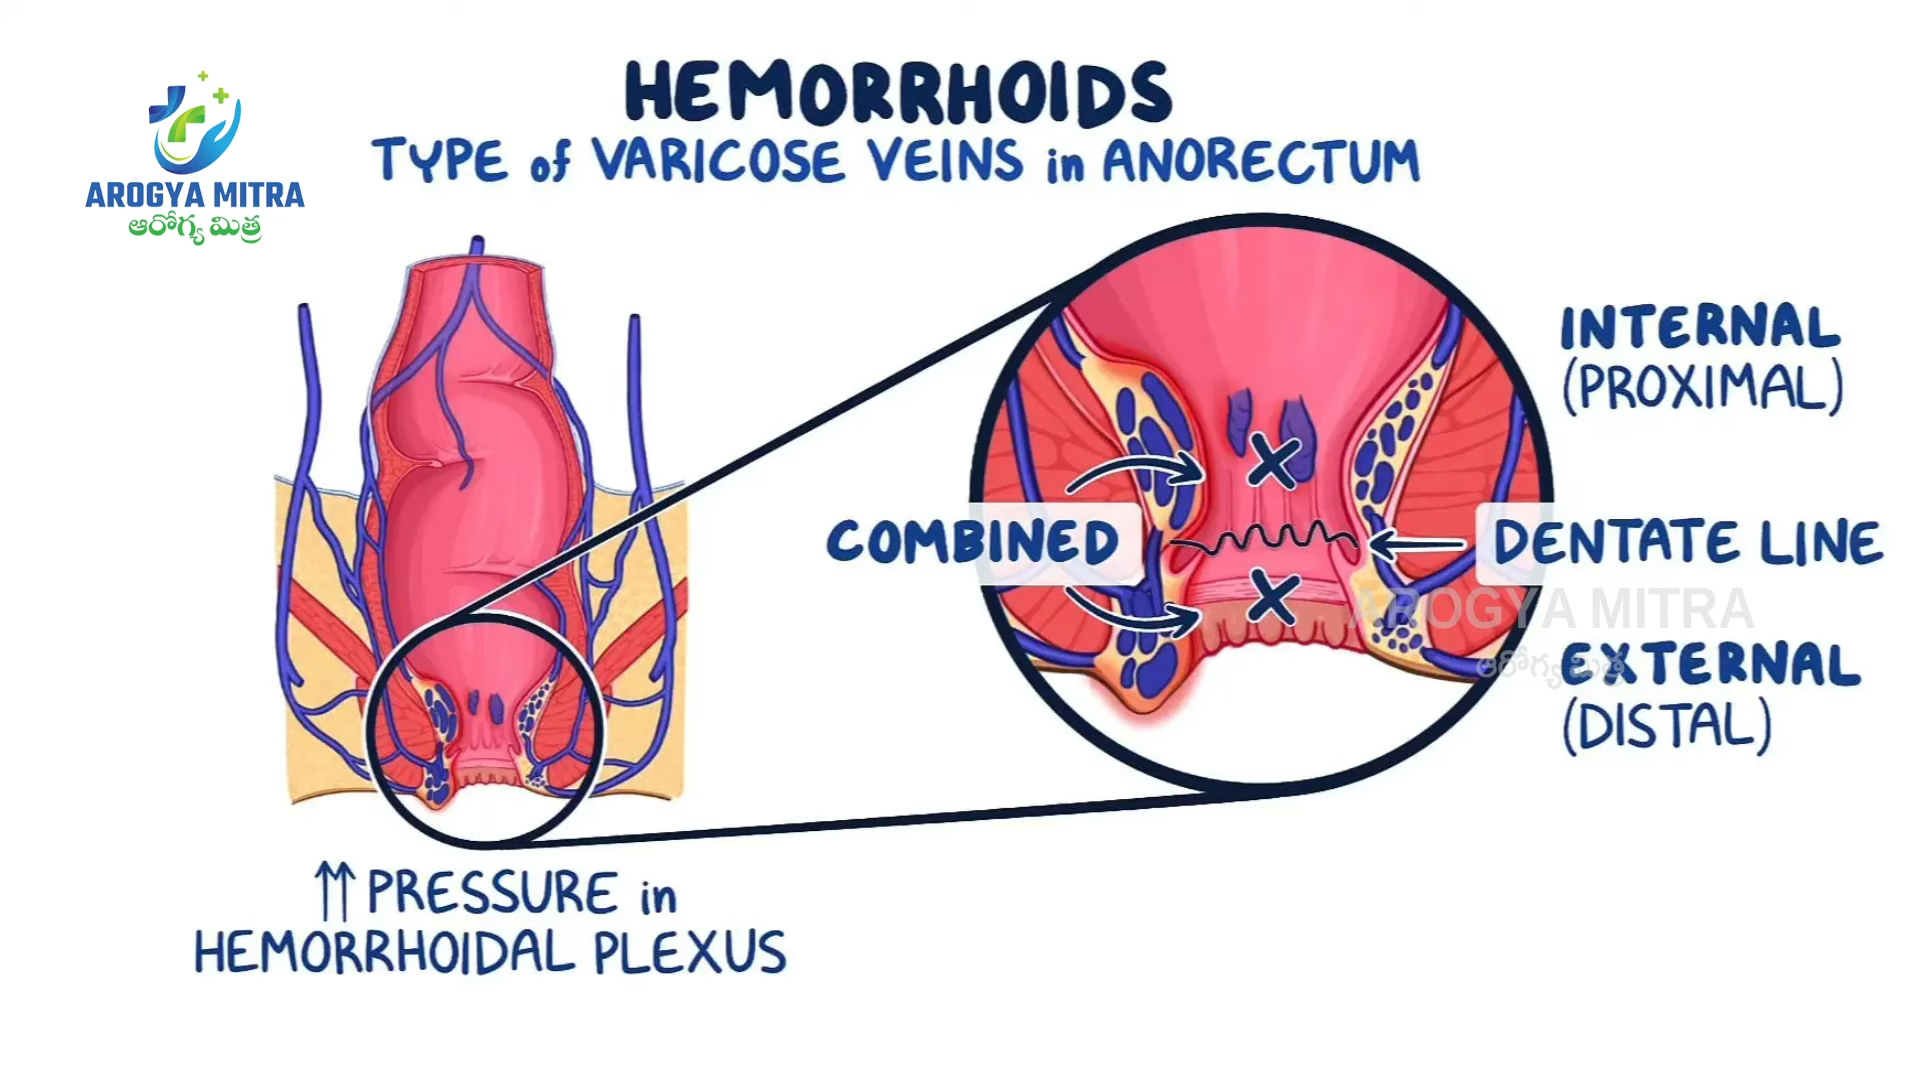 HEMORRHOIDS
TYPE of VARICOSE VEINS in ANORECTUM
AROGYA MITRA
ఆరోగ్య మిత్ర
INTERNAL
(PROXIMAL)
COMBINED
DENTATE LINE
AROGYA MITRA
ఆరోగ్య మిత్ర
EXTERNAL
(DISTAL)
↑↑ PRESSURE in
HEMORRHOIDAL PLEXUS